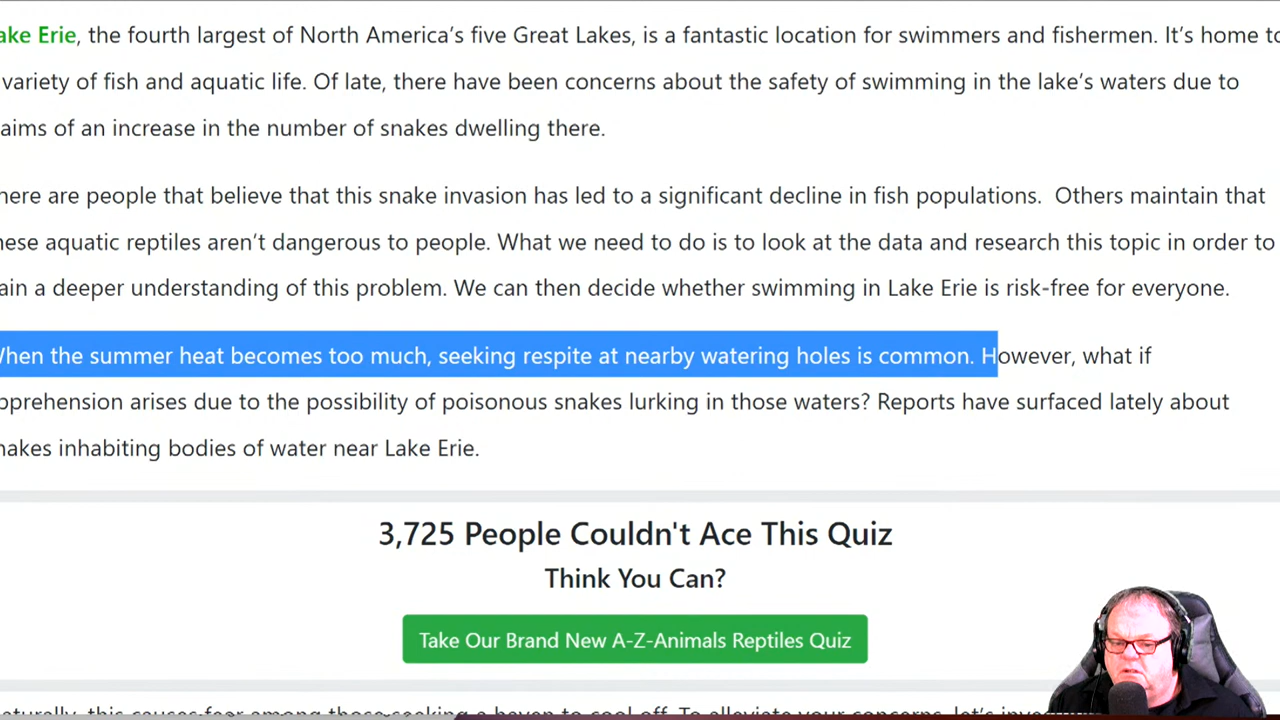 ake Erie, the fourth largest of North America's five Great Lakes, is a fantastic location for swimmers and fishermen. It's home to
variety of fish and aquatic life. Of late, there have been concerns about the safety of swimming in the lake's waters due to
aims of an increase in the number of snakes dwelling there.
here are people that believe that this snake invasion has led to a significant decline in fish populations. Others maintain that
hese aquatic reptiles aren't dangerous to people. What we need to do is to look at the data and research this topic in order to
ain a deeper understanding of this problem. We can then decide whether swimming in Lake Erie is risk-free for everyone.
When the summer heat becomes too much, seeking respite at nearby watering holes is common. However, what if
pprehension arises due to the possibility of poisonous snakes lurking in those waters? Reports have surfaced lately about
nakes inhabiting bodies of water near Lake Erie.
3,725 People Couldn't Ace This Quiz
Think You Can?
Take Our Brand New A-Z-Animals Reptiles Quiz